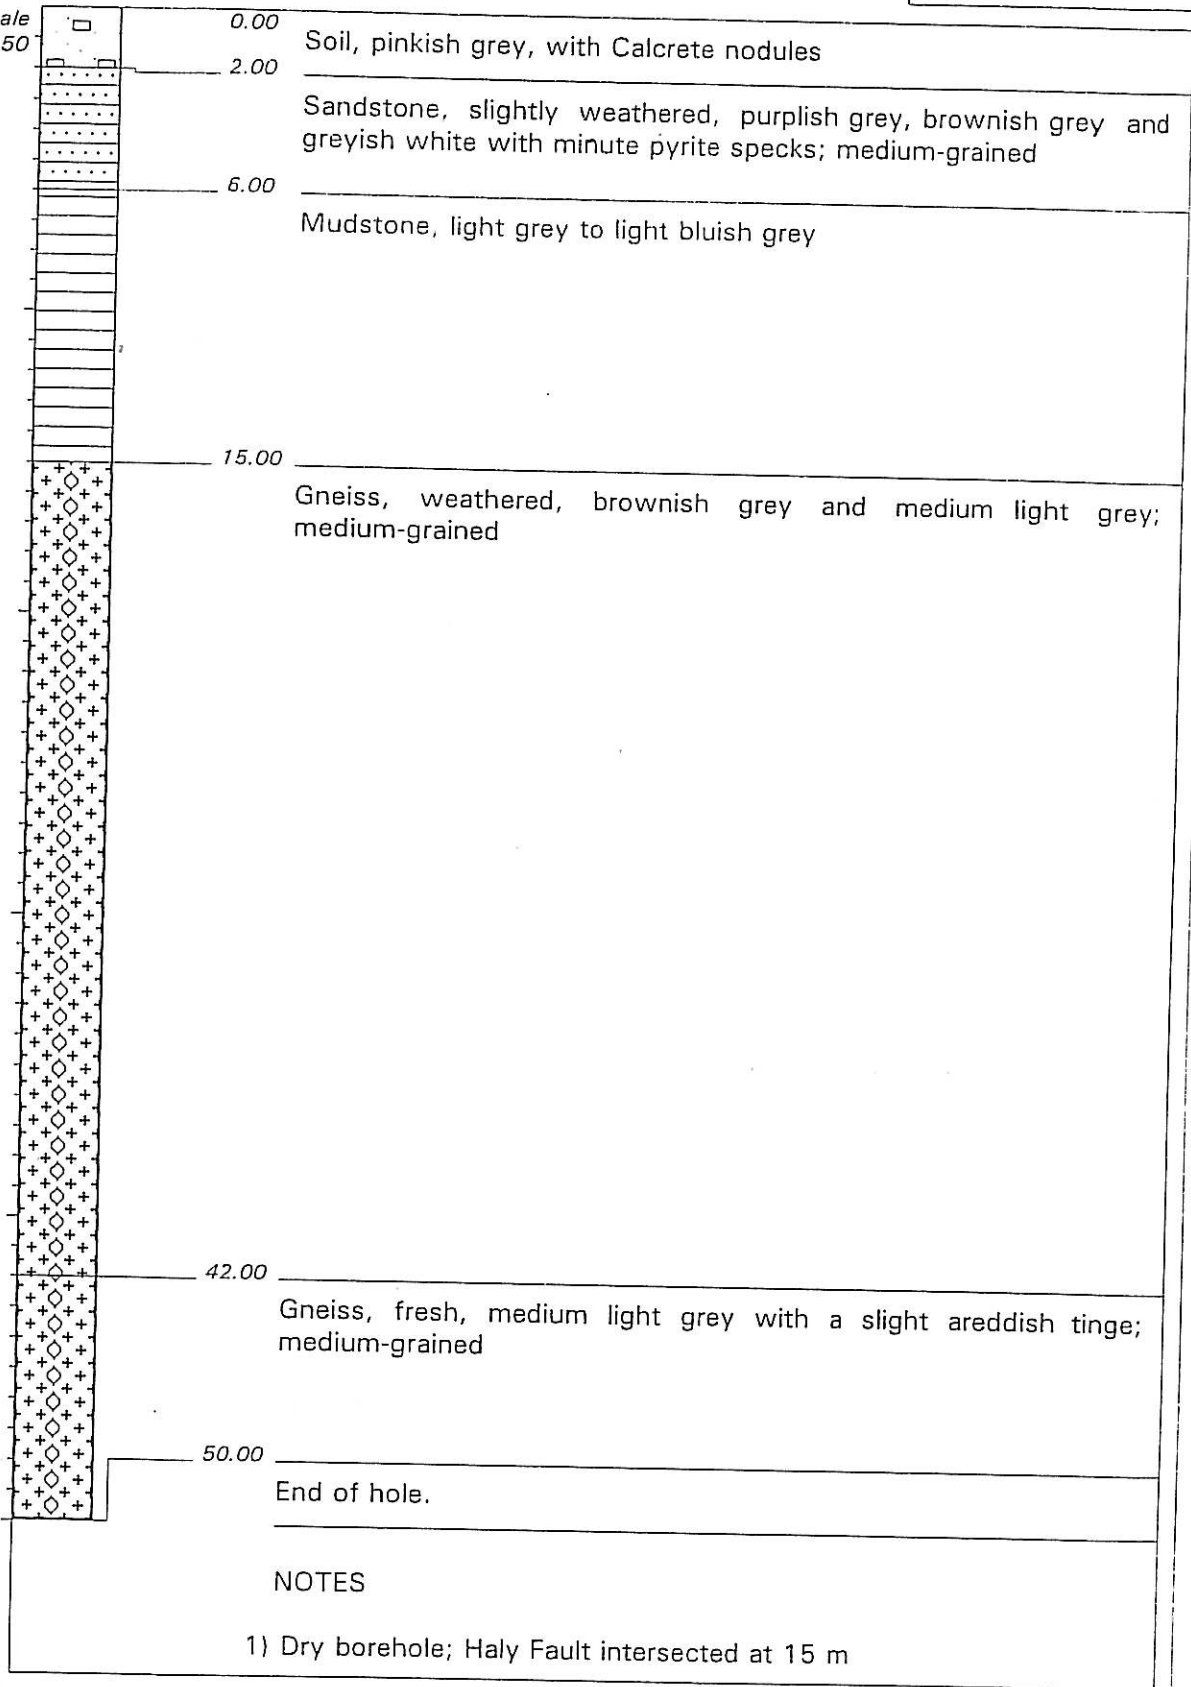 ale
50
0.00
Soil, pinkish grey, with Calcrete nodules
2.00
Sandstone, slightly weathered, purplish grey, brownish grey and
greyish white with minute pyrite specks; medium-grained
6.00
Mudstone, light grey to light bluish grey
15.00
Gneiss, weathered, brownish grey and medium light grey;
medium-grained
42.00
Gneiss, fresh, medium light grey with a slight areddish tinge;
medium-grained
50.00
End of hole.
NOTES
1) Dry borehole; Haly Fault intersected at 15 m